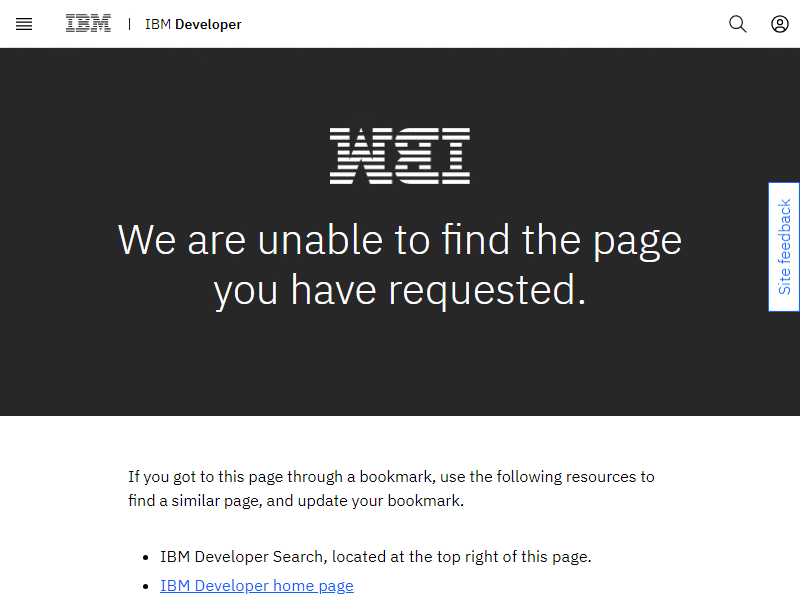 IBM | IBM Developer
IBM
We are unable to find the page
you have requested.
Site feedback
If you got to this page through a bookmark, use the following resources to
find a similar page, and update your bookmark.
• IBM Developer Search, located at the top right of this page.
• IBM Developer home page